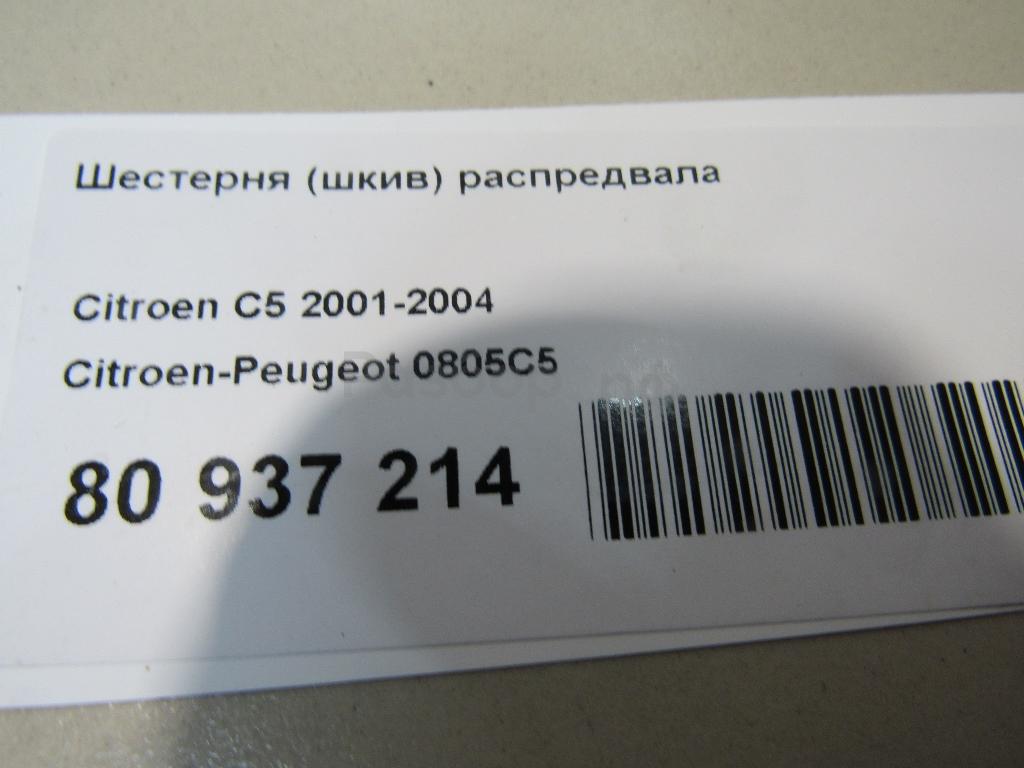 Шестерня (шкив) распредвала
Citroen C5 2001-2004
Citroen-Peugeot 0805C5
80 937 214